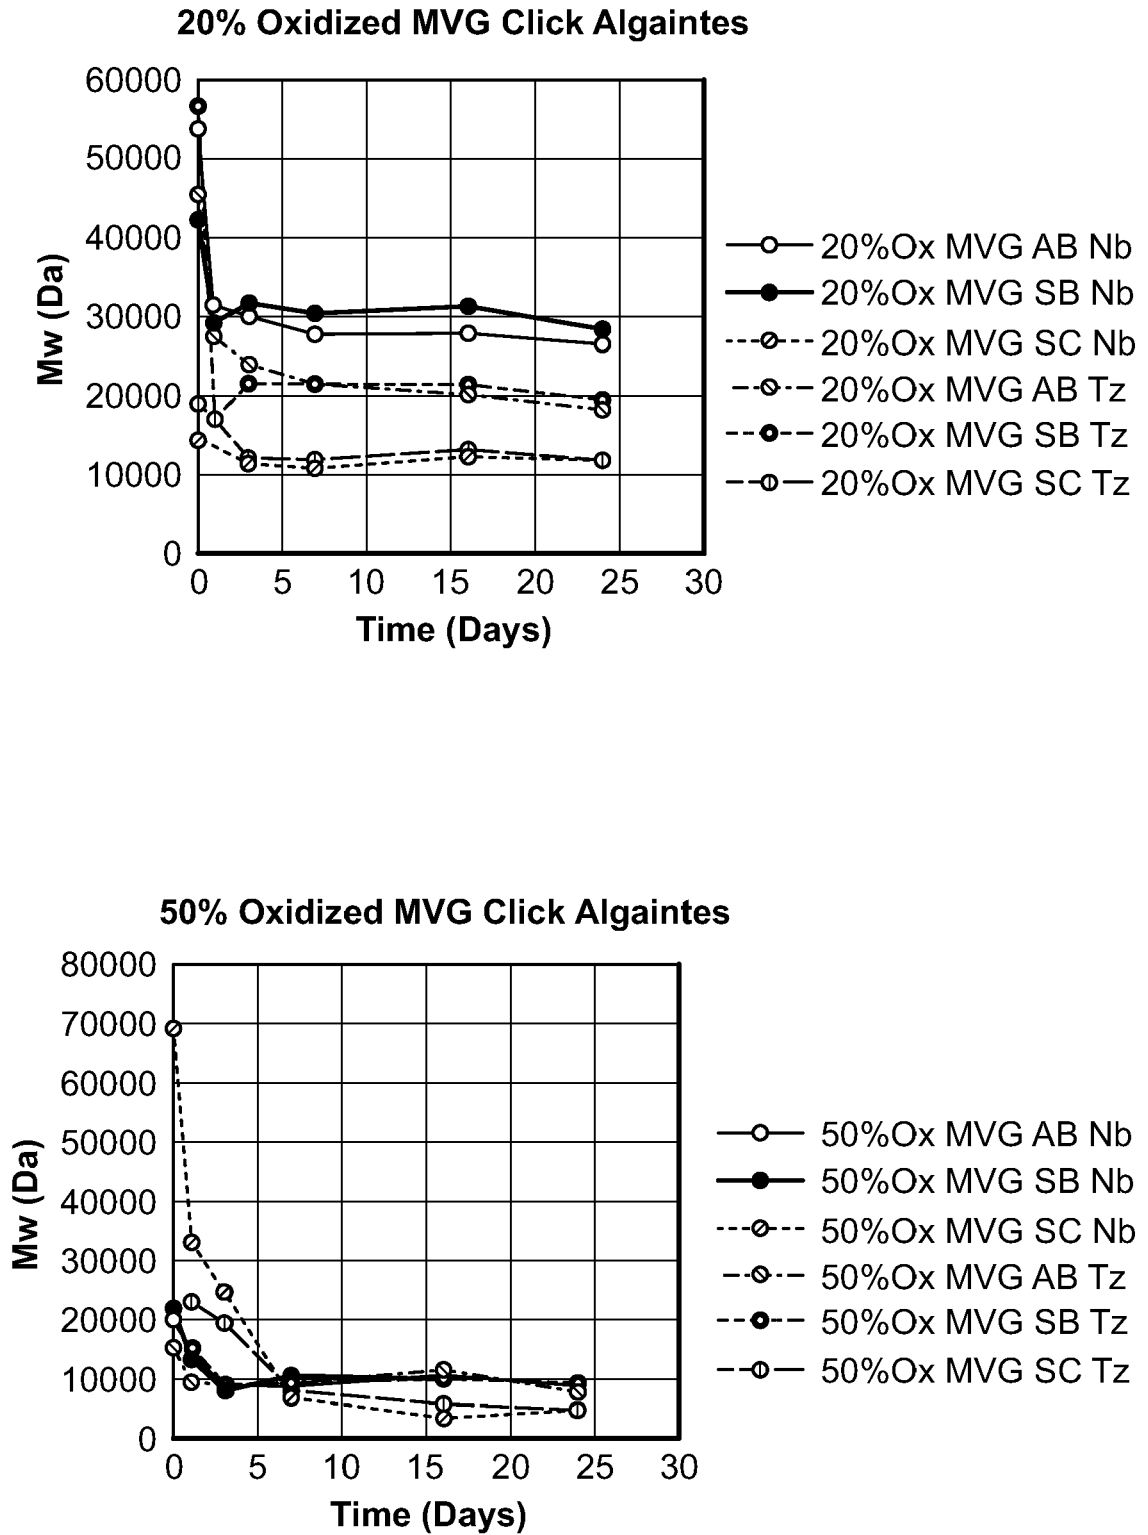 20% Oxidized MVG Click Algaintes
60000
50000
40000
30000
20000
10000
0
Mw (Da)
0 5 10 15 20 25 30
Time (Days)
20%Ox MVG AB Nb
20%Ox MVG SB Nb
20%Ox MVG SC Nb
20%Ox MVG AB Tz
20%Ox MVG SB Tz
20%Ox MVG SC Tz
50% Oxidized MVG Click Algaintes
80000
70000
60000
50000
40000
30000
20000
10000
0
Mw (Da)
0 5 10 15 20 25 30
Time (Days)
50%Ox MVG AB Nb
50%Ox MVG SB Nb
50%Ox MVG SC Nb
50%Ox MVG AB Tz
50%Ox MVG SB Tz
50%Ox MVG SC Tz